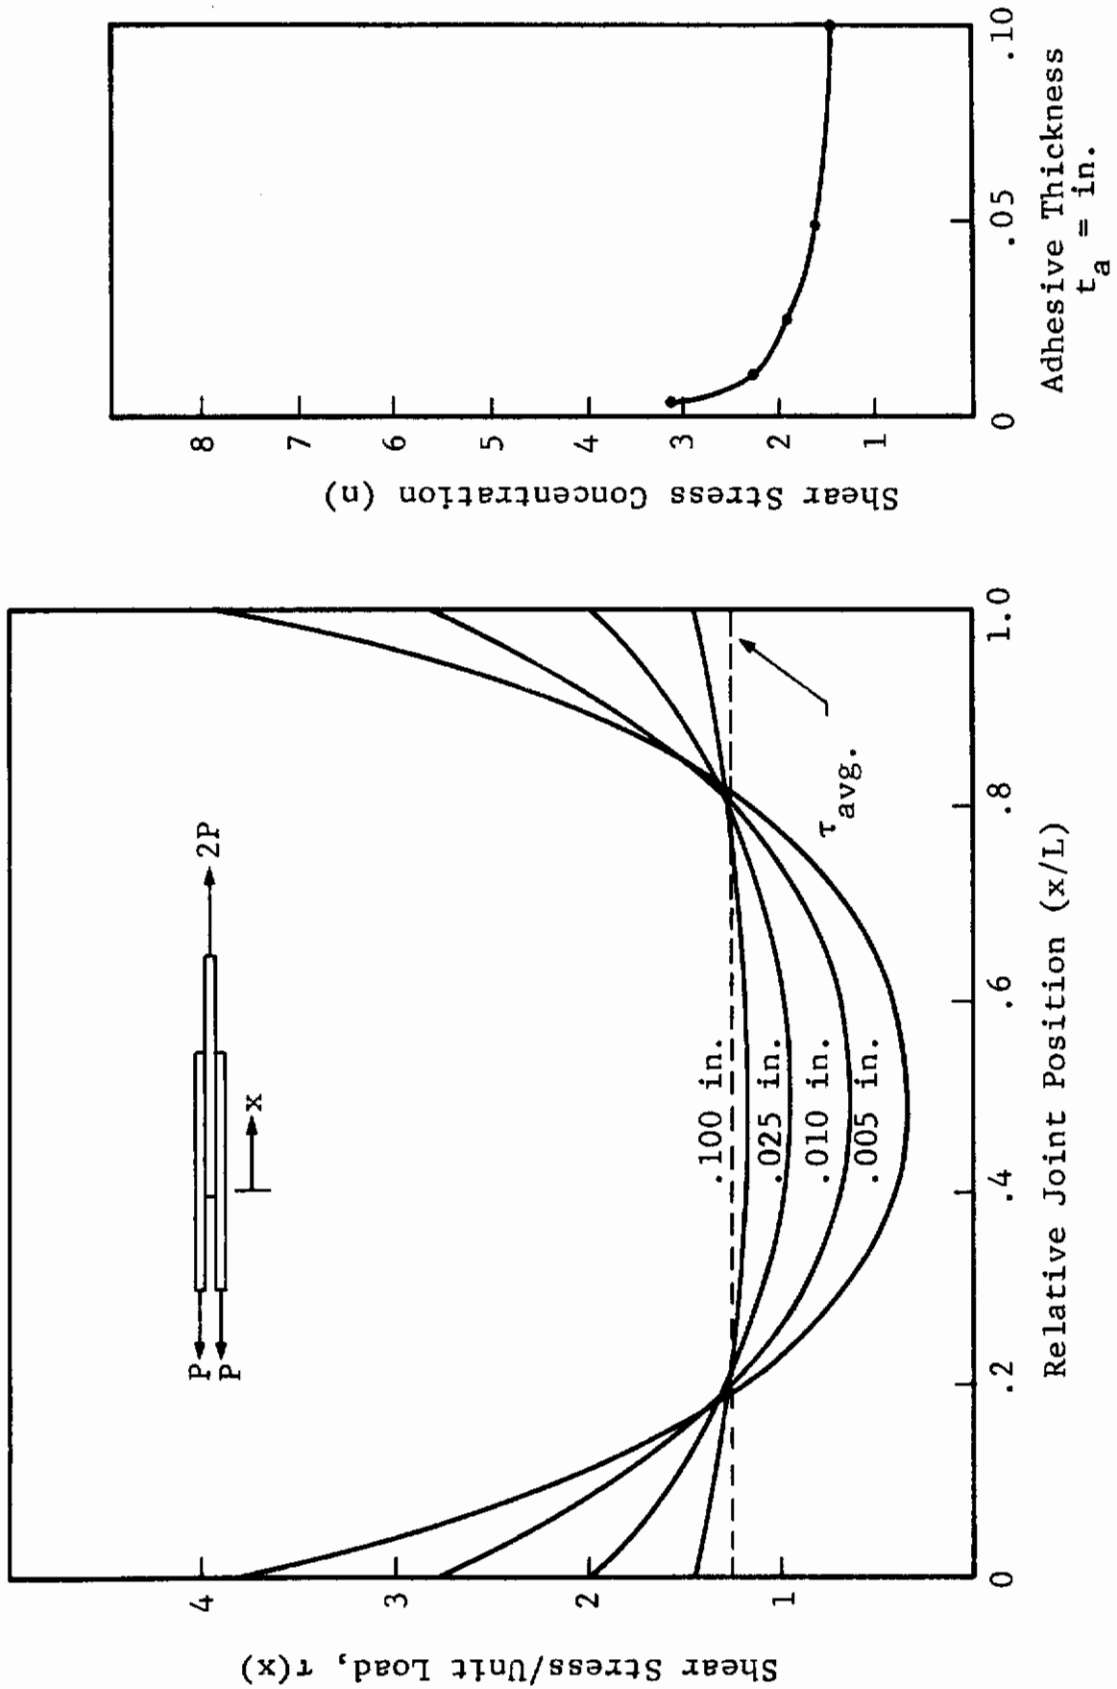 Shear Stress/Unit Load, τ(x)
4
3
2
1
0
.2
.4
.6
.8
1.0
Relative Joint Position (x/L)
P
P
2P
x
.100 in.
.025 in.
.010 in.
.005 in.
τavg.
Shear Stress Concentration (n)
8
7
6
5
4
3
2
1
0
.05
.10
Adhesive Thickness
ta = in.